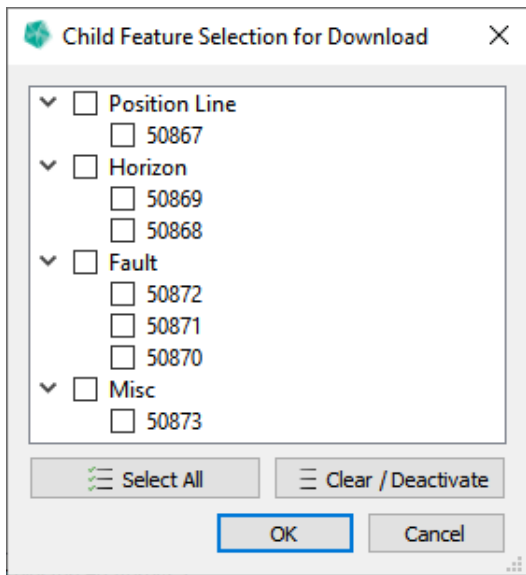 Child Feature Selection for Download
Position Line
50867
Horizon
50869
50868
Fault
50872
50871
50870
Misc
50873
Select All
Clear / Deactivate
OK
Cancel